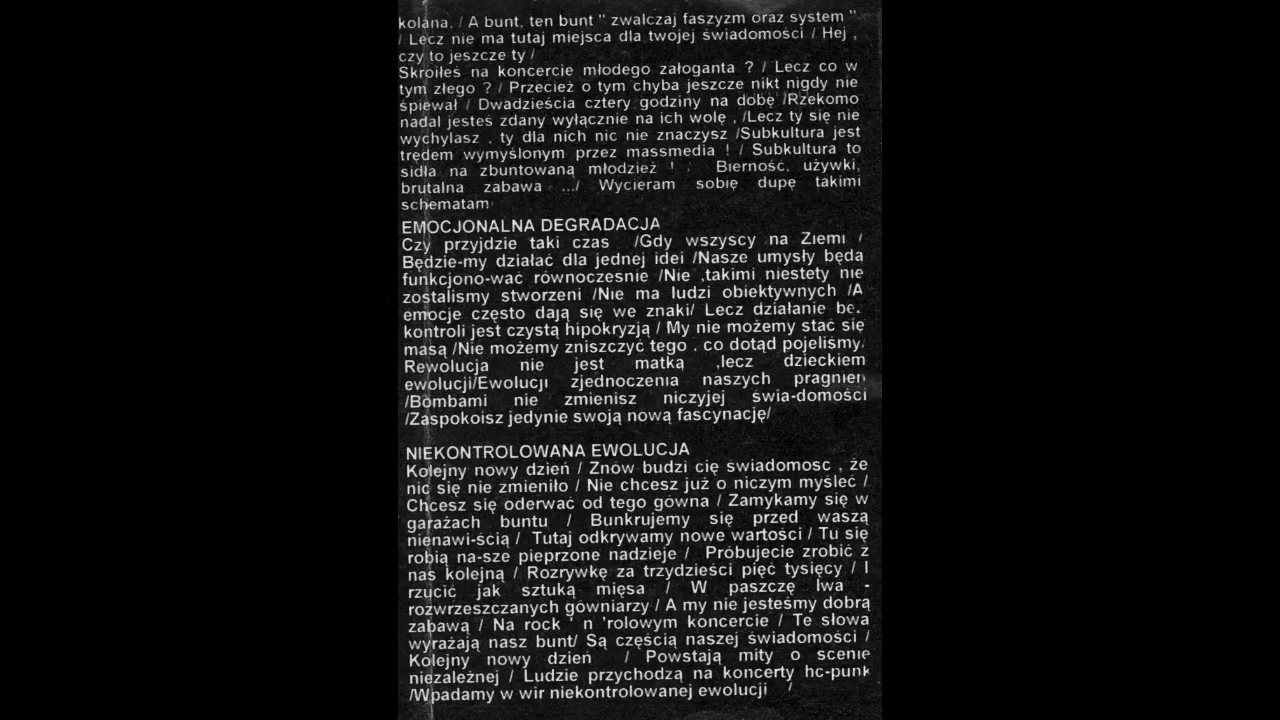 kolana, / A bunt, ten bunt " zwalczaj faszyzm oraz system "
/ Lecz nie ma tutaj miejsca dla twojej świadomości / Hej ,
czy to jeszcze ty /
Skroiłeś na koncercie młodego załoganta ? / Lecz co w
tym złego ? / Przecież o tym chyba jeszcze nikt nigdy nie
śpiewał / Dwadzieścia cztery godziny na dobę /Rzekomo
nadal jesteś zdany wyłącznie na ich wolę , /Lecz ty się nie
wychylasz , ty dla nich nic nie znaczysz /Subkultura jest
trędem wymyślonym przez massmedia ! / Subkultura to
sidła na zbuntowaną młodzież ! / Bierność, używki,
brutalna zabawa .../ Wycieram sobię dupę takimi
schematam
EMOCJONALNA DEGRADACJA
Czy przyjdzie taki czas /Gdy wszyscy na Ziemi /
Będzie-my działać dla jednej idei /Nasze umysły będa
funkcjono-wać równocześnie /Nie ,takimi niestety nie
zostalismy stworzeni /Nie ma ludzi obiektywnych /A
emocje często dają się we znaki/ Lecz działanie bez
kontroli jest czystą hipokryzją / My nie możemy stać się
masą /Nie możemy zniszczyć tego , co dotąd pojeliśmy/
Rewolucja nie jest matką ,lecz dzieckiem
ewolucji/Ewolucji zjednoczenia naszych pragnień
/Bombami nie zmienisz niczyjej świa-domości
/Zaspokoisz jedynie swoją nową fascynację/
NIEKONTROLOWANA EWOLUCJA
Kolejny nowy dzień / Znów budzi cię świadomosc , że
nic się nie zmieniło / Nie chcesz już o niczym myśleć /
Chcesz się oderwać od tego gówna / Zamykamy się w
garażach buntu / Bunkrujemy się przed waszą
nienawi-ścią / Tutaj odkrywamy nowe wartości / Tu się
robią na-sze pieprzone nadzieje / Próbujecie zrobić z
nas kolejną / Rozrywkę za trzydzieści pięć tysięcy / I
rzucić jak sztuką mięsa / W paszczę lwa -
rozwrzeszczanych gówniarzy / A my nie jesteśmy dobrą
zabawą / Na rock ' n 'rolowym koncercie / Te słowa
wyrażają nasz bunt/ Są częścią naszej świadomości /
Kolejny nowy dzień / Powstają mity o scenie
niezależnej / Ludzie przychodzą na koncerty hc-punk
/Wpadamy w wir niekontrolowanej ewolucji /